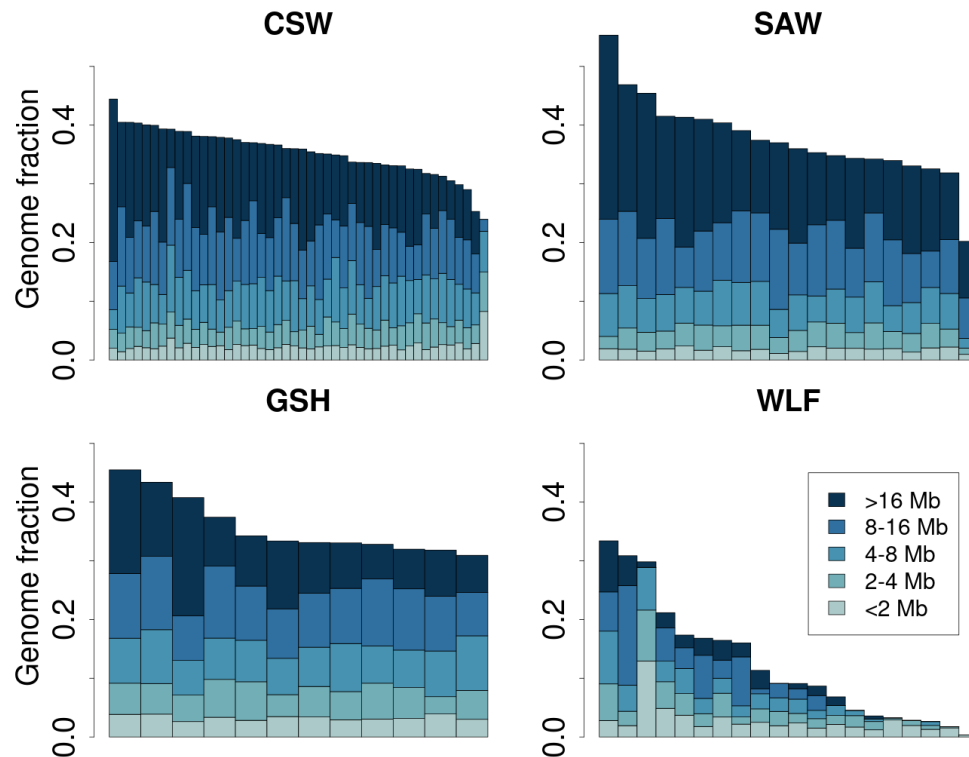 CSW
SAW
Genome fraction
0.0 0.2 0.4
0.0 0.2 0.4
GSH
WLF
Genome fraction
0.0 0.2 0.4
0.0 0.2 0.4
>16 Mb
8-16 Mb
4-8 Mb
2-4 Mb
<2 Mb